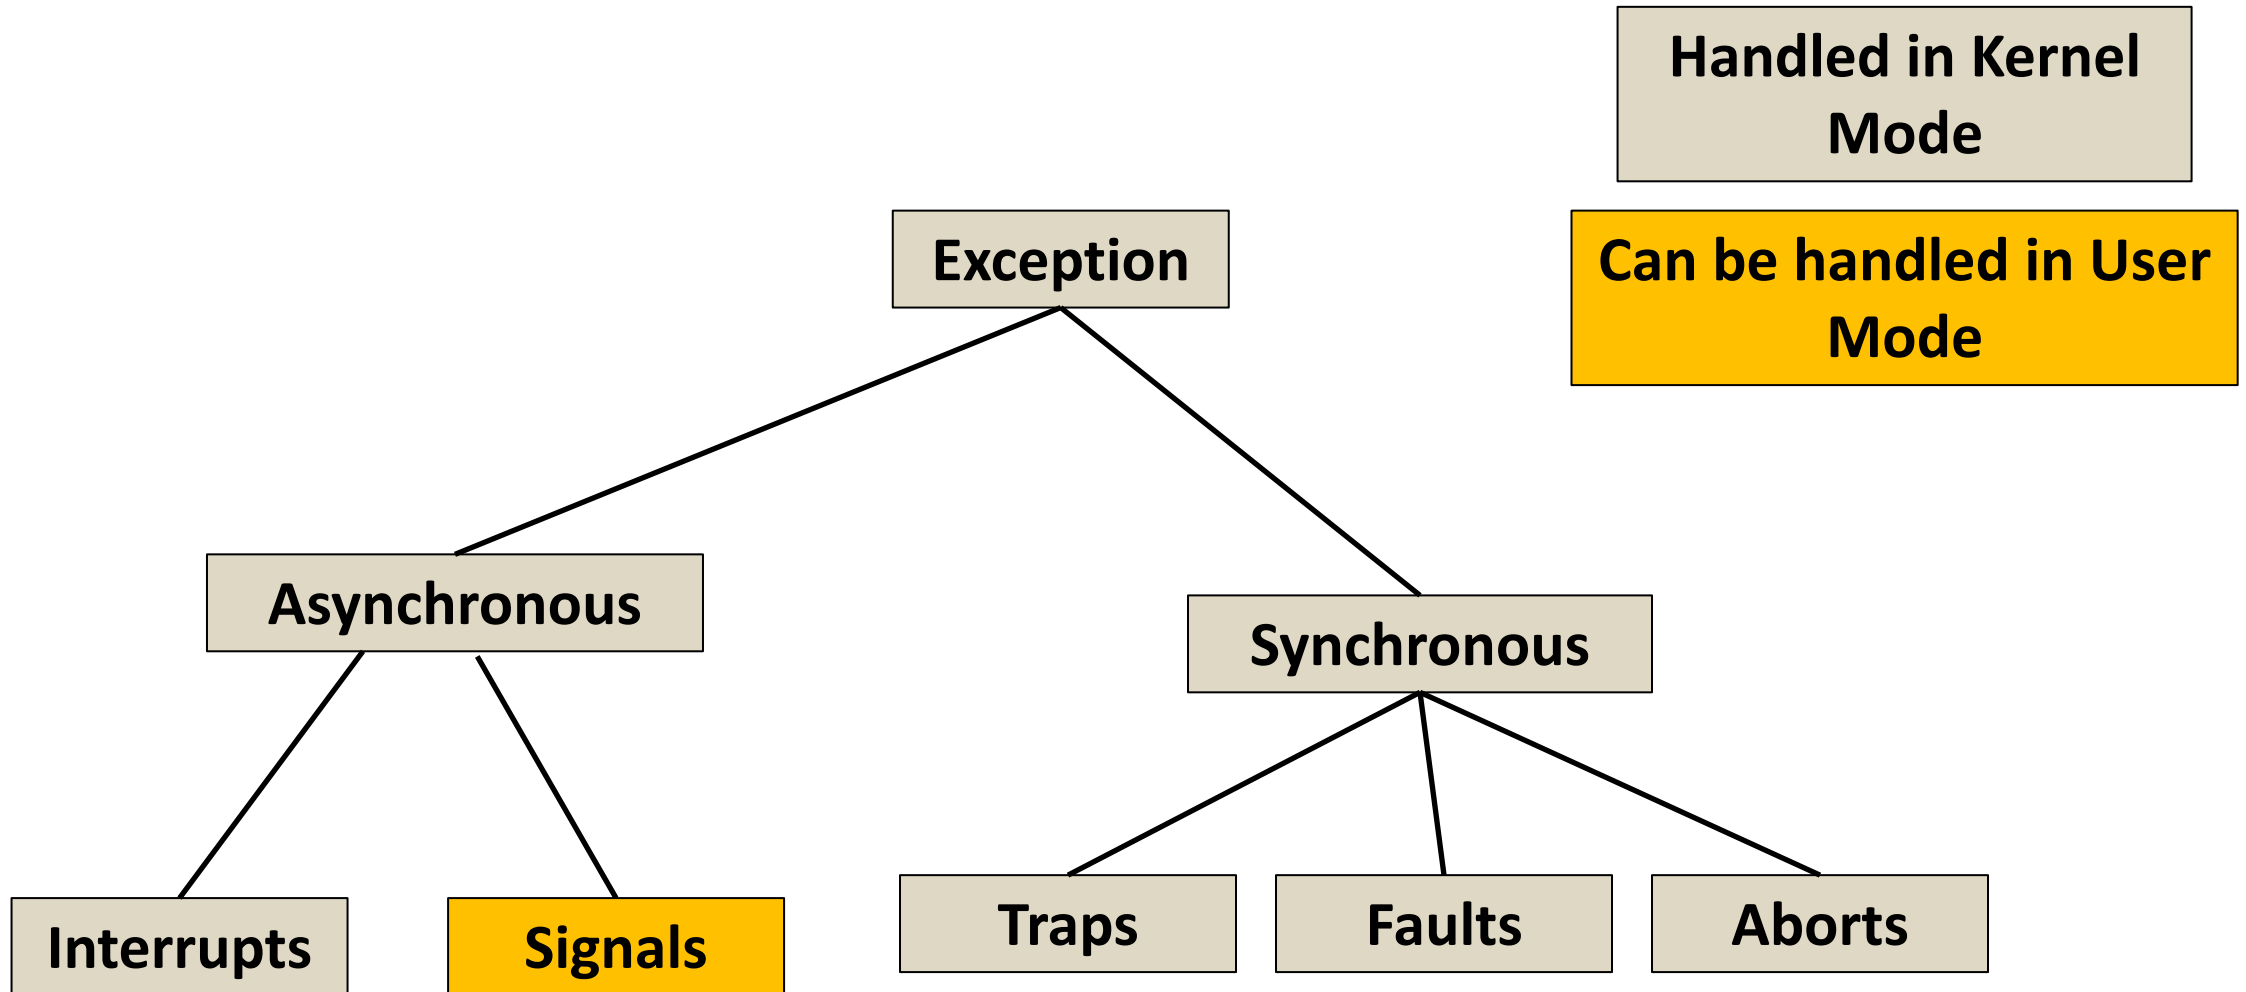 Handled in Kernel
Mode
Exception
Can be handled in User
Mode
Asynchronous
Synchronous
Interrupts
Signals
Traps
Faults
Aborts